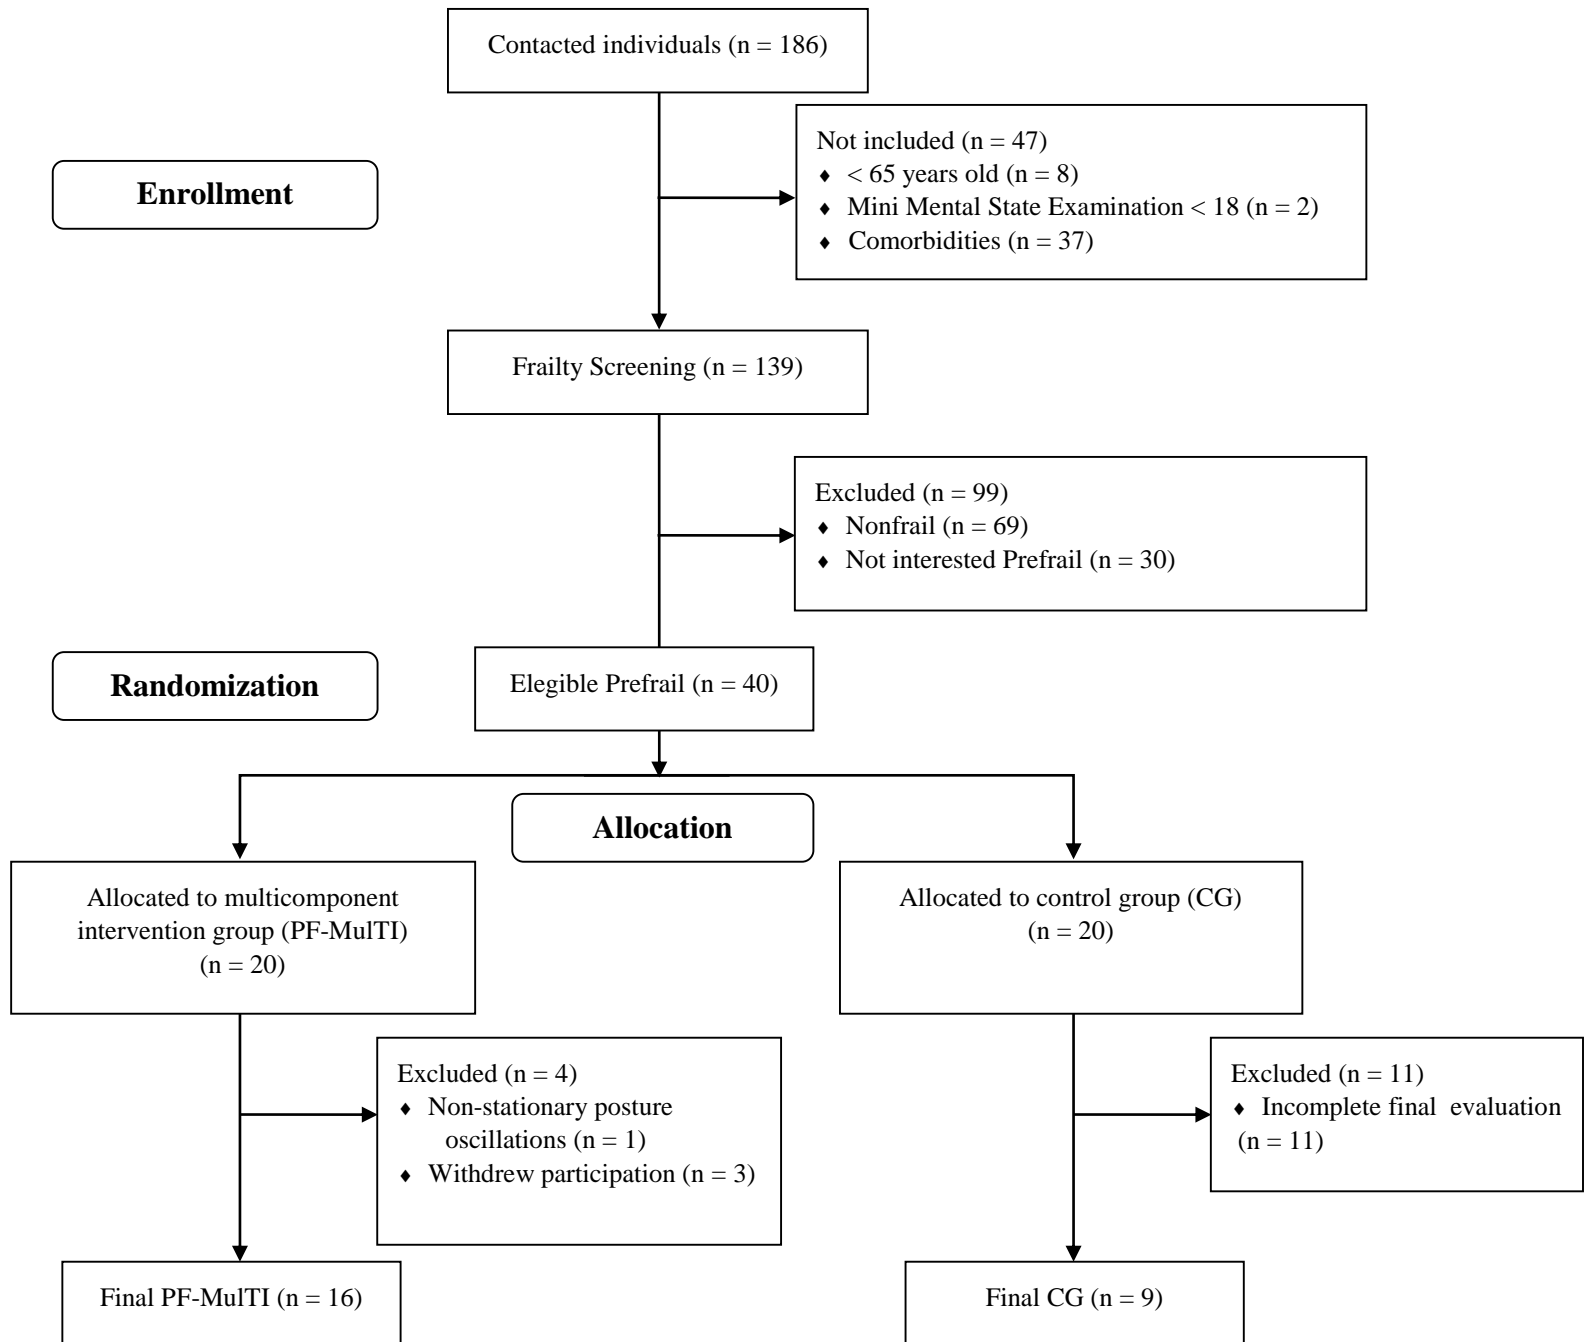 Contacted individuals (n = 186)
Not included (n = 47)
♦ < 65 years old (n = 8)
♦ Mini Mental State Examination < 18 (n = 2)
♦ Comorbidities (n = 37)
Enrollment
Frailty Screening (n = 139)
Excluded (n = 99)
♦ Nonfrail (n = 69)
♦ Not interested Prefrail (n = 30)
Randomization
Elegible Prefrail (n = 40)
Allocation
Allocated to multicomponent
intervention group (PF-MulTI)
(n = 20)
Allocated to control group (CG)
(n = 20)
Excluded (n = 4)
♦ Non-stationary posture
oscillations (n = 1)
♦ Withdrew participation (n = 3)
Excluded (n = 11)
♦ Incomplete final evaluation
(n = 11)
Final PF-MulTI (n = 16)
Final CG (n = 9)